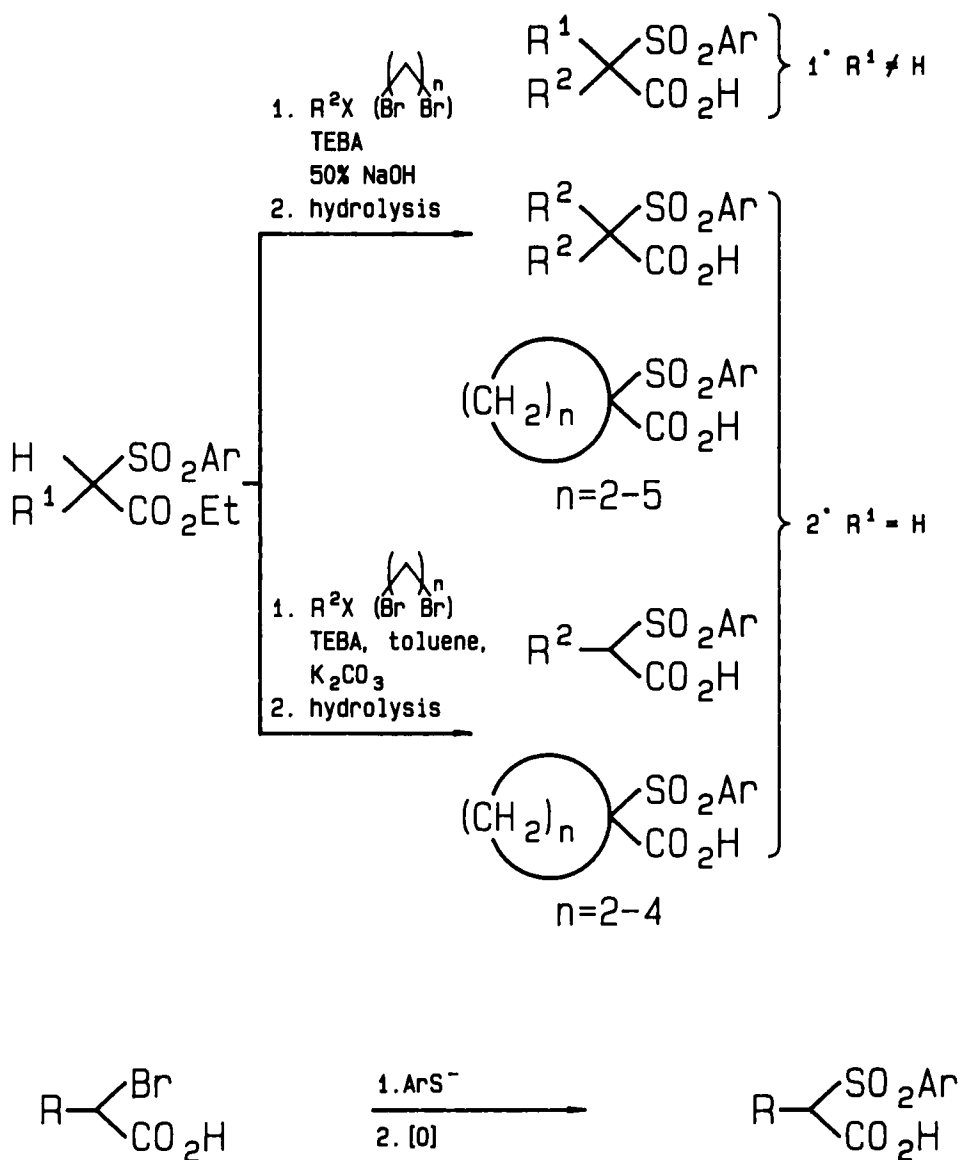 R¹ SO₂Ar
R² CO₂H
1° R¹ ≠ H
1. R²X (Br Br)
n
TEBA
50% NaOH
2. hydrolysis
R² SO₂Ar
R² CO₂H
(CH₂)n SO₂Ar
CO₂H
n=2-5
H SO₂Ar
R¹ CO₂Et
2° R¹ = H
1. R²X (Br Br)
n
TEBA, toluene,
K₂CO₃
2. hydrolysis
R² SO₂Ar
CO₂H
(CH₂)n SO₂Ar
CO₂H
n=2-4
R Br
CO₂H
1.ArS⁻
2. [O]
R SO₂Ar
CO₂H